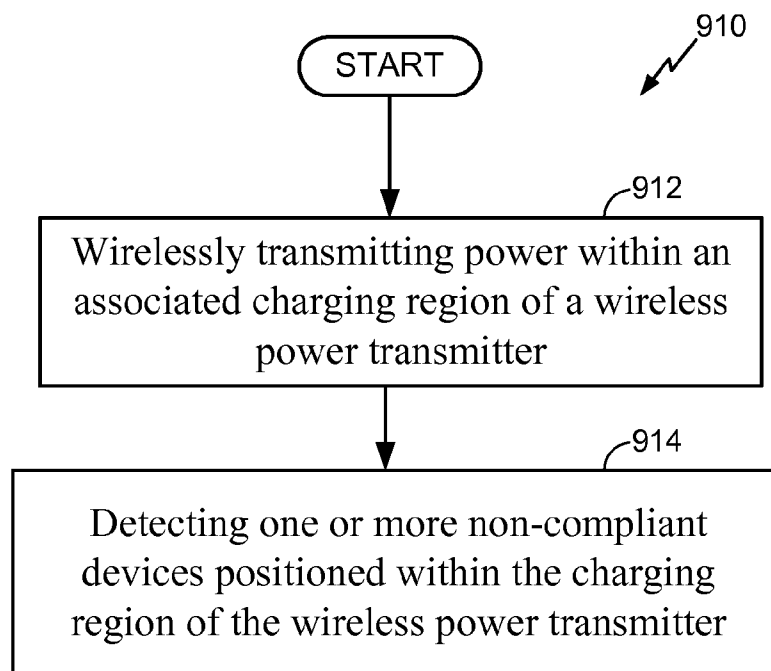 910
START
912
Wirelessly transmitting power within an
associated charging region of a wireless
power transmitter
914
Detecting one or more non-compliant
devices positioned within the charging
region of the wireless power transmitter